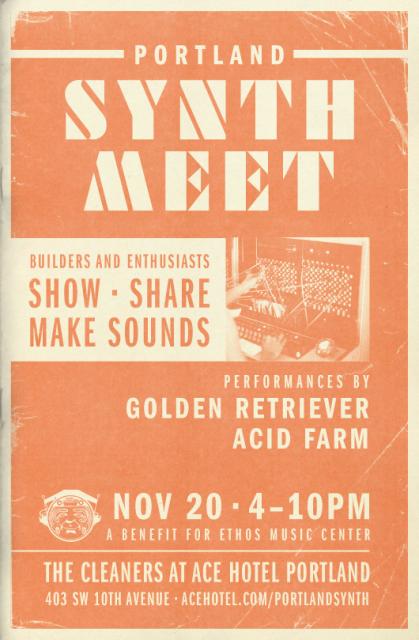 PORTLAND
SYNTH
MEET
BUILDERS AND ENTHUSIASTS
SHOW · SHARE
MAKE SOUNDS
PERFORMANCES BY
GOLDEN RETRIEVER
ACID FARM
NOV 20 · 4–10PM
A BENEFIT FOR ETHOS MUSIC CENTER
THE CLEANERS AT ACE HOTEL PORTLAND
403 SW 10TH AVENUE · ACEHOTEL.COM/PORTLANDSYNTH